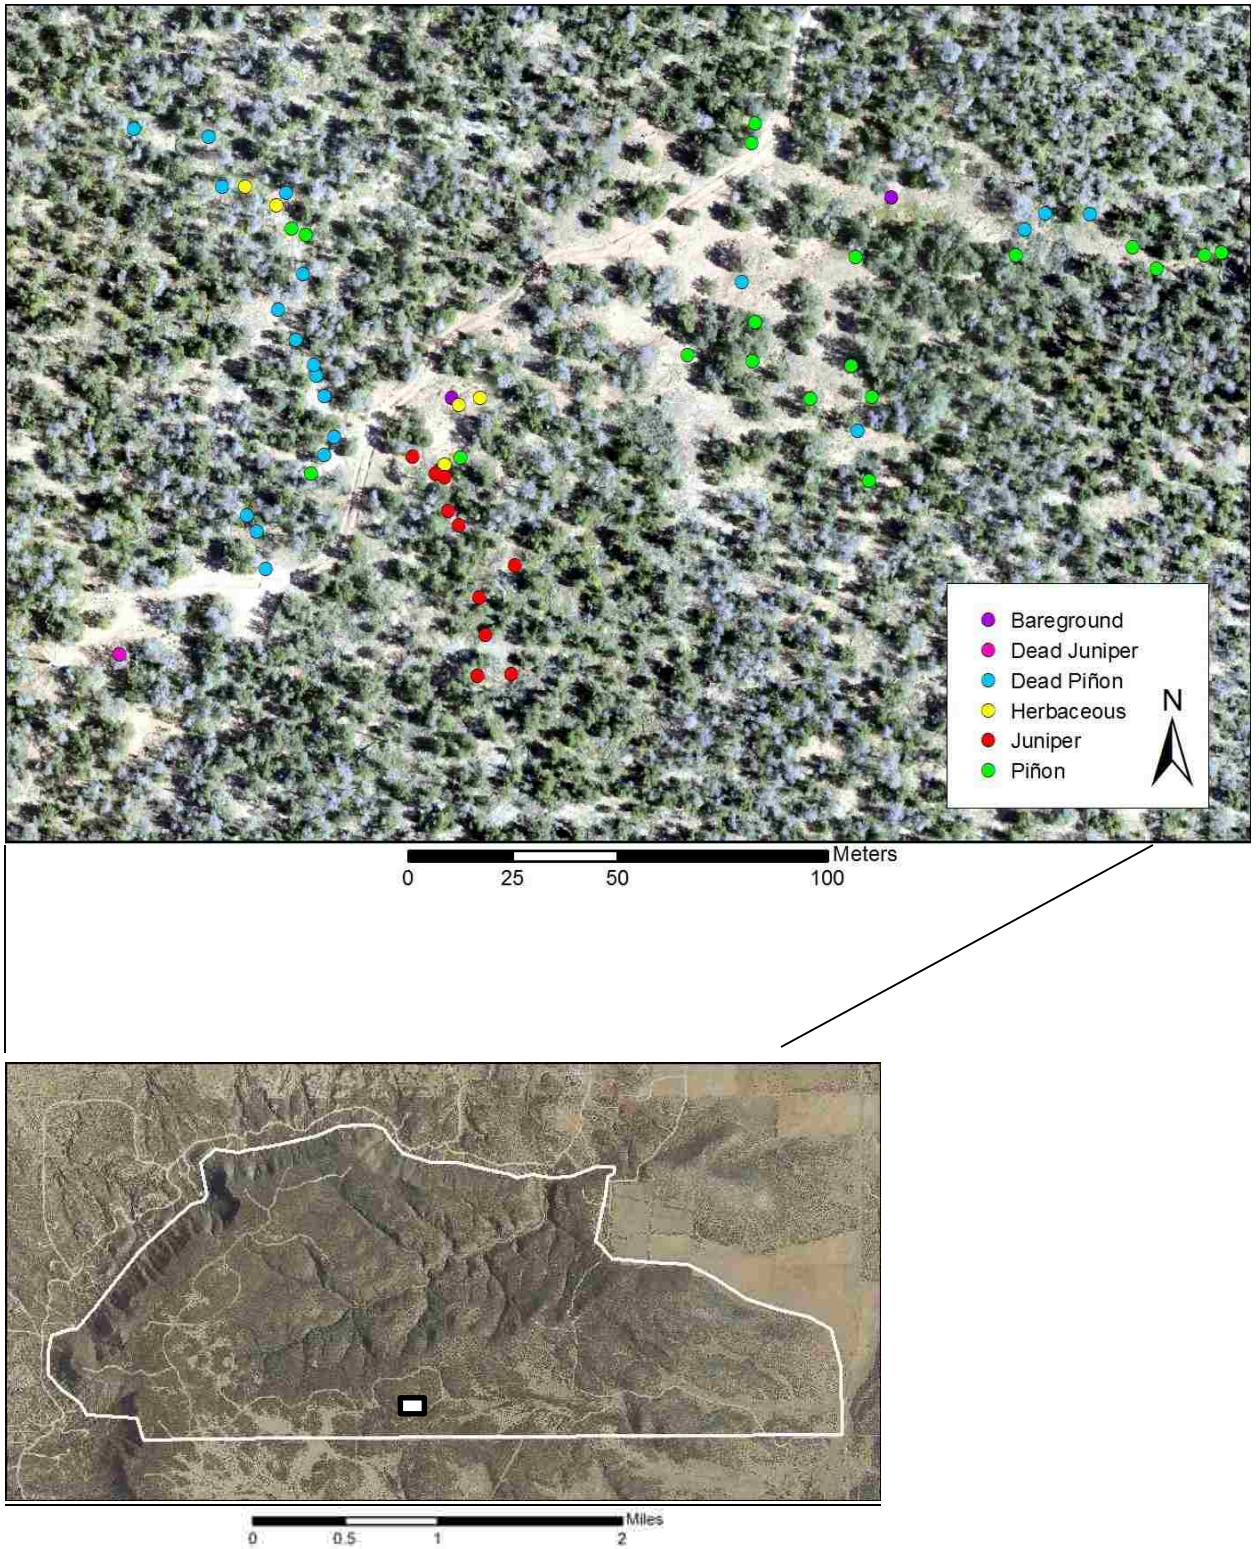 Bareground
Dead Juniper
Dead Piñon
Herbaceous
Juniper
Piñon
N
Meters
0 25 50 100
Miles
0 0.5 1 2